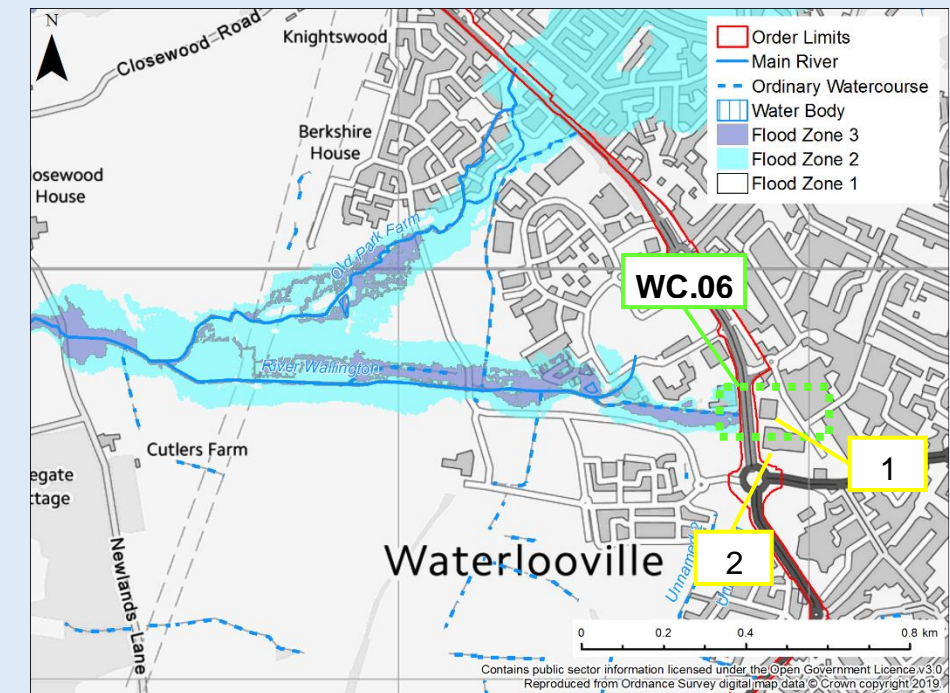 N
Closewood Road
Knightswood
Order Limits
Main River
Ordinary Watercourse
Water Body
Flood Zone 3
Flood Zone 2
Flood Zone 1
Berkshire
House
losewood
House
Old Park Farm
WC.06
River Wallington
Cutlers Farm
egate
ttage
1
2
Waterlooville
Newlands Lane
Unnamed 2
0 0.2 0.4 0.8 km
Contains public sector information licensed under the Open Government Licence v3.0
Reproduced from Ordnance Survey digital map data © Crown copyright 2019.